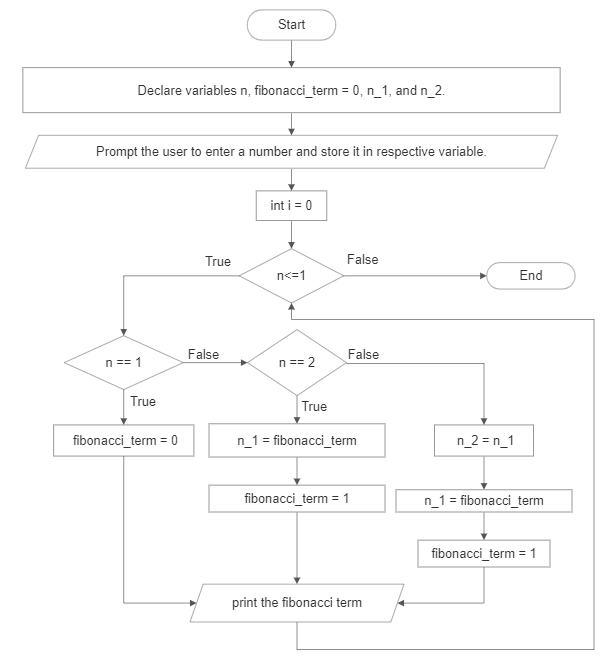 Start
Declare variables n, fibonacci_term = 0, n_1, and n_2.
Prompt the user to enter a number and store it in respective variable.
int i = 0
True
False
n<=1
End
n == 1
False
n == 2
False
True
True
fibonacci_term = 0
n_1 = fibonacci_term
n_2 = n_1
fibonacci_term = 1
n_1 = fibonacci_term
fibonacci_term = 1
print the fibonacci term